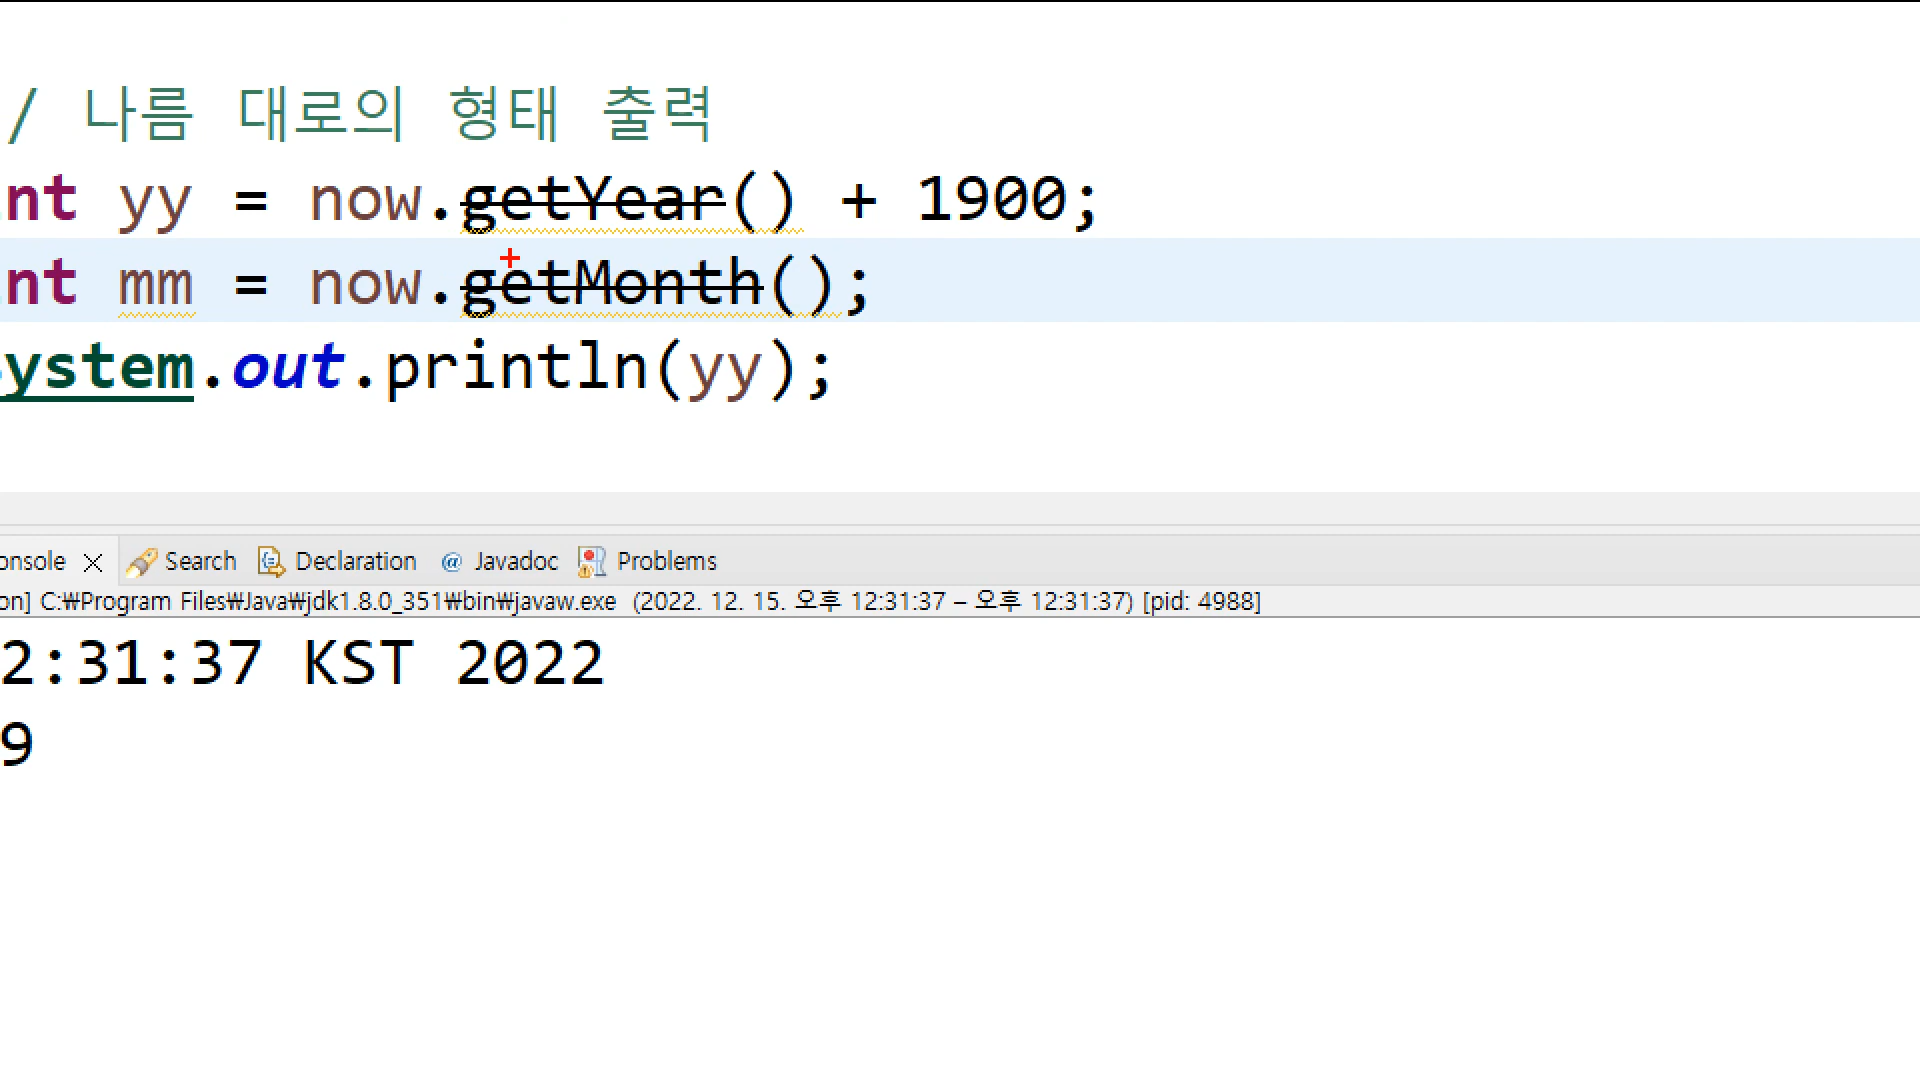 / 나름 대로의 형태 출력
nt yy = now.getYear() + 1900;
nt mm = now.getMonth();
ystem.out.println(yy);
onsole Search Declaration @ Javadoc Problems
on] C:₩Program Files₩Java₩jdk1.8.0_351₩bin₩javaw.exe (2022. 12. 15. 오후 12:31:37 – 오후 12:31:37) [pid: 4988]
2:31:37 KST 2022
9